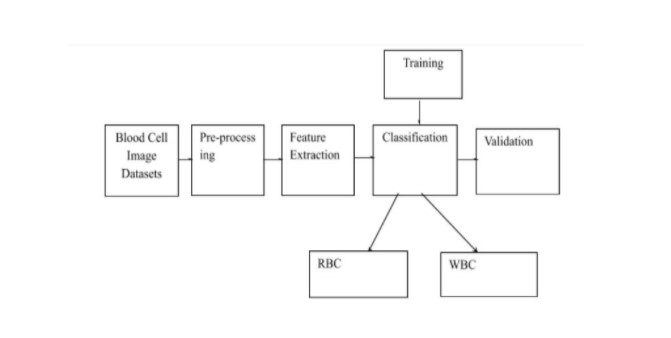 Training
Blood Cell
Image
Datasets
Pre-process
ing
Feature
Extraction
Classification
Validation
RBC
WBC